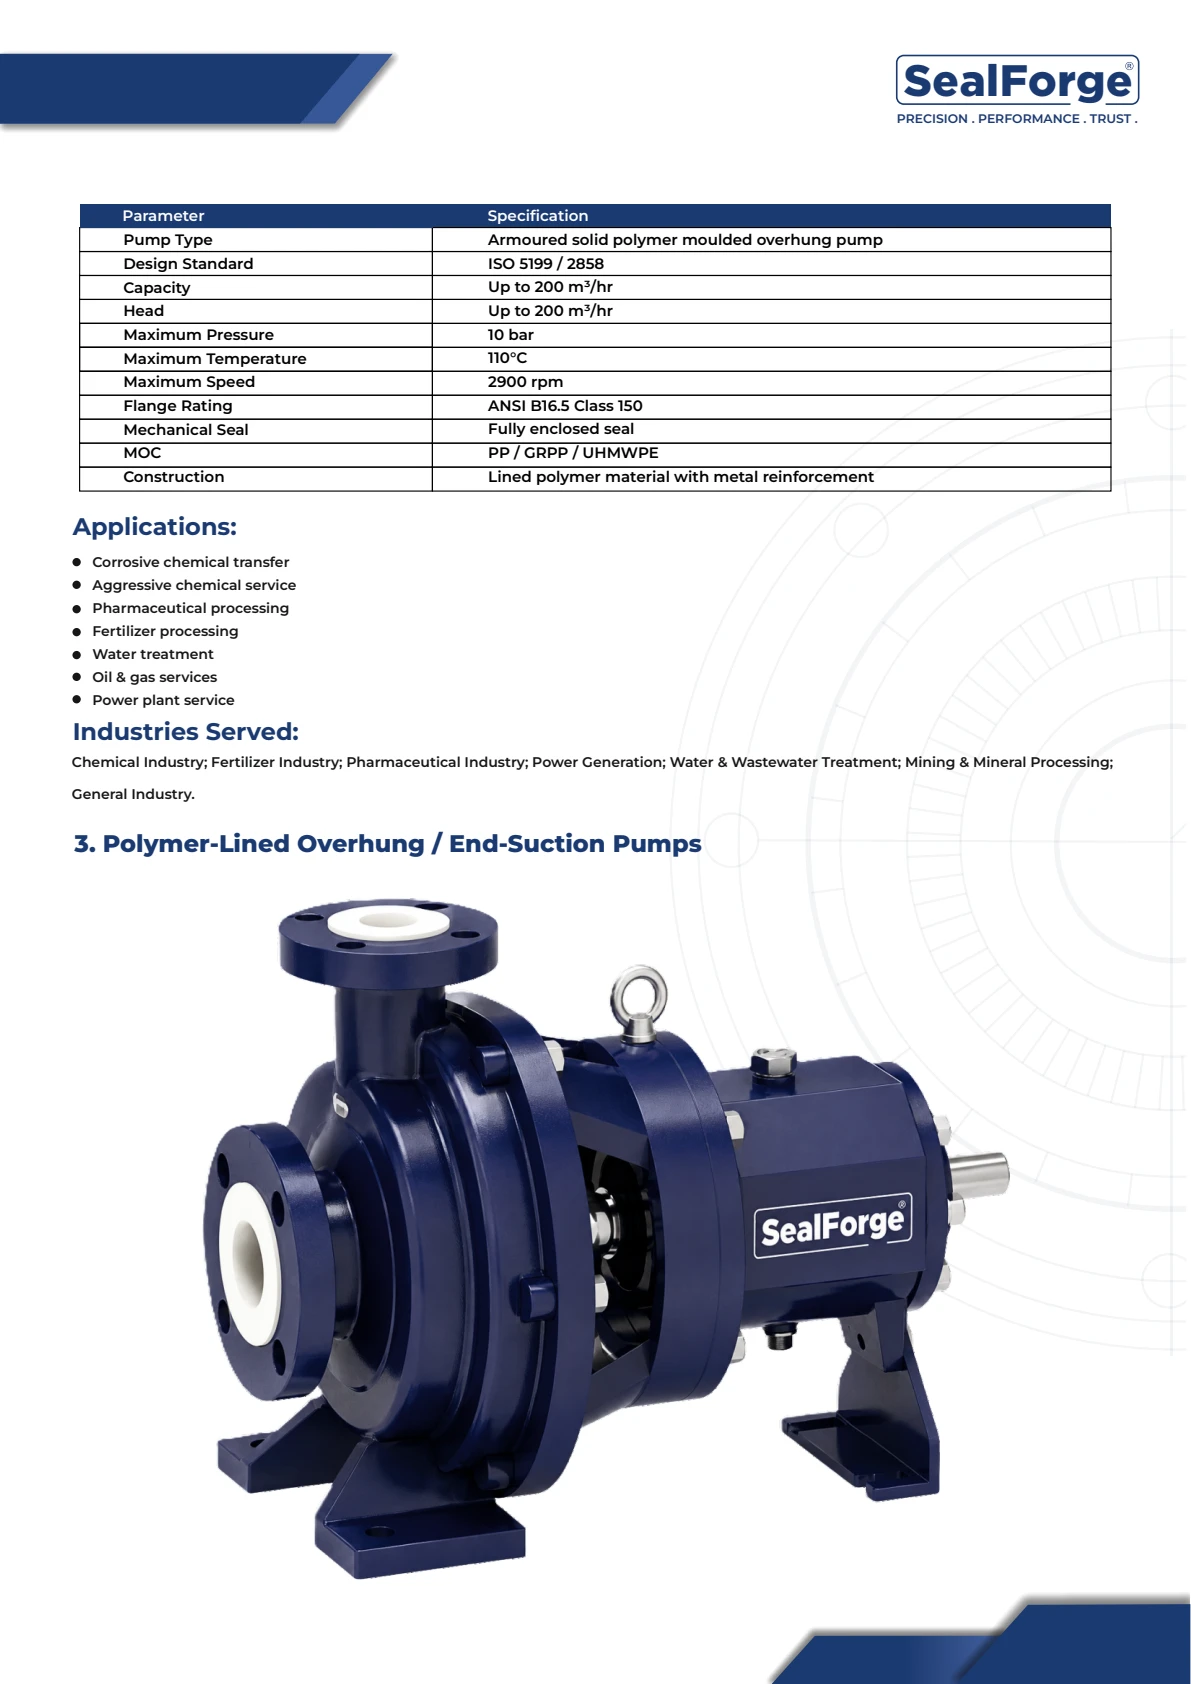 SealForge®
PRECISION . PERFORMANCE . TRUST .
Parameter Specification
Pump Type Armoured solid polymer moulded overhung pump
Design Standard ISO 5199 / 2858
Capacity Up to 200 m³/hr
Head Up to 200 m³/hr
Maximum Pressure 10 bar
Maximum Temperature 110°C
Maximum Speed 2900 rpm
Flange Rating ANSI B16.5 Class 150
Mechanical Seal Fully enclosed seal
MOC PP / GRPP / UHMWPE
Construction Lined polymer material with metal reinforcement
Applications:
● Corrosive chemical transfer
● Aggressive chemical service
● Pharmaceutical processing
● Fertilizer processing
● Water treatment
● Oil & gas services
● Power plant service
Industries Served:
Chemical Industry; Fertilizer Industry; Pharmaceutical Industry; Power Generation; Water & Wastewater Treatment; Mining & Mineral Processing;
General Industry.
3. Polymer-Lined Overhung / End-Suction Pumps
SealForge®